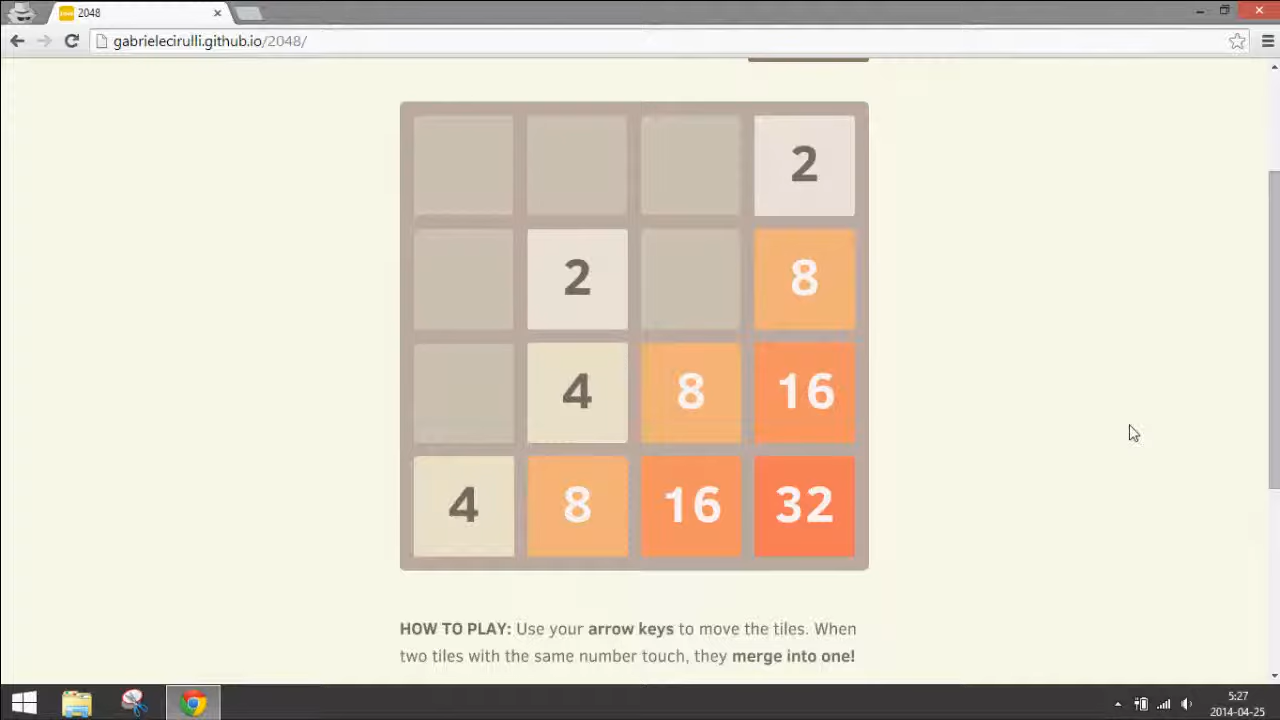 2048
gabrielecirulli.github.io/2048/
2
2 8
4 8 16
4 8 16 32
HOW TO PLAY: Use your arrow keys to move the tiles. When
two tiles with the same number touch, they merge into one!
5:27
2014-04-25